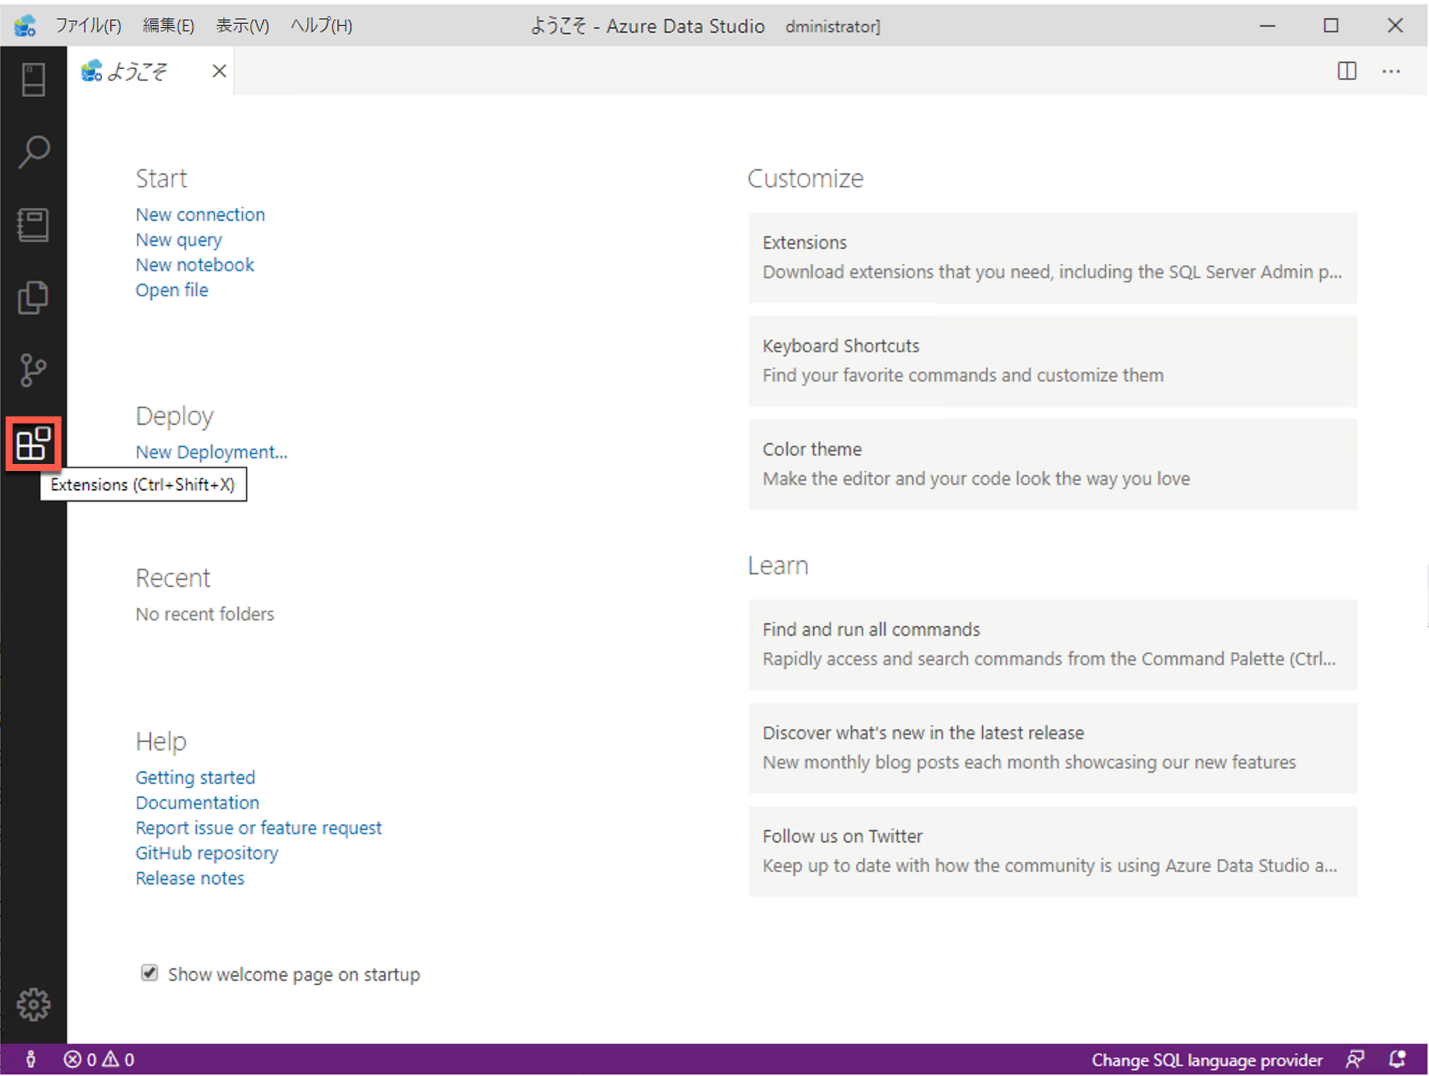 ファイル(F) 編集(E) 表示(V) ヘルプ(H) ようこそ - Azure Data Studio dministrator]
ようこそ
Start
New connection
New query
New notebook
Open file
Deploy
New Deployment...
Extensions (Ctrl+Shift+X)
Recent
No recent folders
Help
Getting started
Documentation
Report issue or feature request
GitHub repository
Release notes
Show welcome page on startup
Customize
Extensions
Download extensions that you need, including the SQL Server Admin p...
Keyboard Shortcuts
Find your favorite commands and customize them
Color theme
Make the editor and your code look the way you love
Learn
Find and run all commands
Rapidly access and search commands from the Command Palette (Ctrl...
Discover what's new in the latest release
New monthly blog posts each month showcasing our new features
Follow us on Twitter
Keep up to date with how the community is using Azure Data Studio a...
0 0 Change SQL language provider